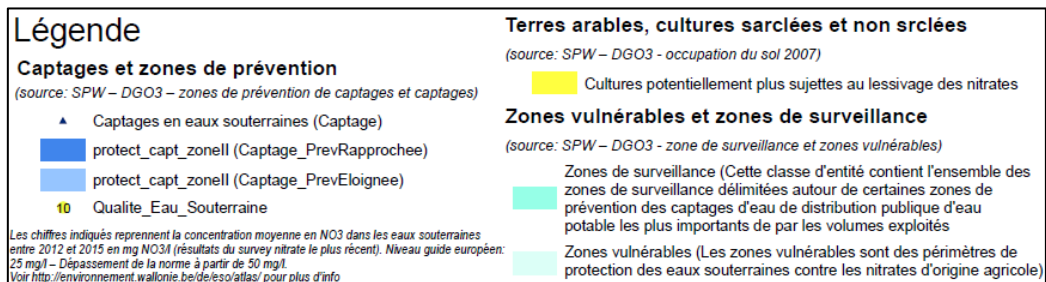 Légende
Captages et zones de prévention
(source: SPW – DGO3 – zones de prévention de captages et captages)
Captages en eaux souterraines (Captage)
protect_capt_zoneII (Captage_PrevRapprochee)
protect_capt_zoneII (Captage_PrevEloignee)
10 Qualite_Eau_Souterraine
Les chiffres indiqués reprennent la concentration moyenne en NO3 dans les eaux souterraines
entre 2012 et 2015 en mg NO3/l (résultats du survey nitrate le plus récent). Niveau guide européen:
25 mg/l – Dépassement de la norme à partir de 50 mg/l.
Voir http://environnement.wallonie.be/de/eso/atlas/ pour plus d'info
Terres arables, cultures sarclées et non srclées
(source: SPW – DGO3 - occupation du sol 2007)
Cultures potentiellement plus sujettes au lessivage des nitrates
Zones vulnérables et zones de surveillance
(source: SPW – DGO3 - zone de surveillance et zones vulnérables)
Zones de surveillance (Cette classe d'entité contient l'ensemble des
zones de surveillance délimitées autour de certaines zones de
prévention des captages d'eau de distribution publique d'eau
potable les plus importants de par les volumes exploités
Zones vulnérables (Les zones vulnérables sont des périmètres de
protection des eaux souterraines contre les nitrates d'origine agricole)